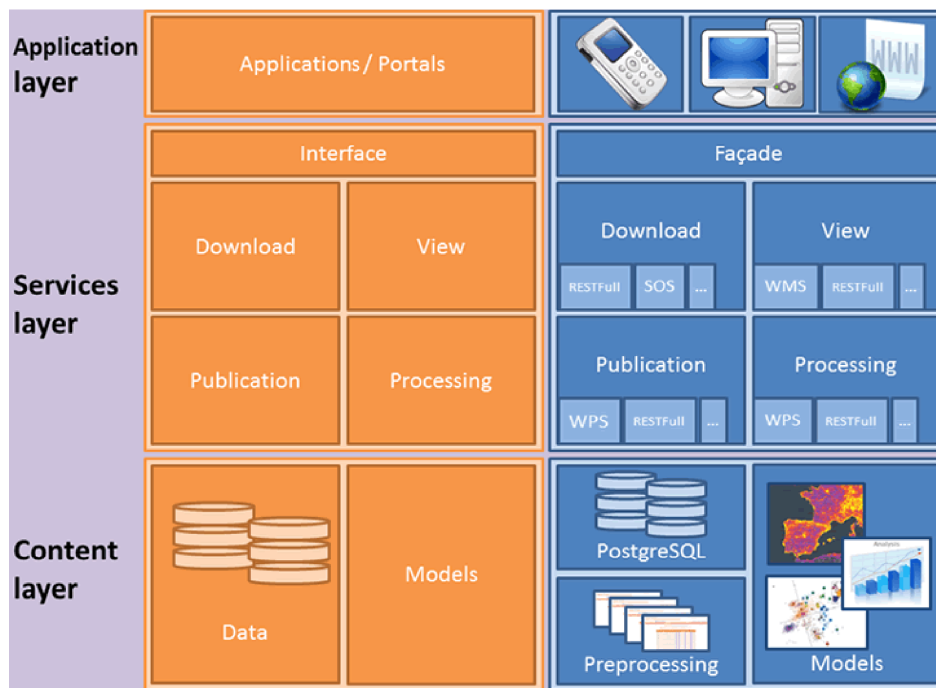 Application
layer
Applications / Portals
WWW
Services
layer
Interface
Download
View
Publication
Processing
Façade
Download
RESTFull
SOS
...
View
WMS
RESTFull
...
Publication
WPS
RESTFull
...
Processing
WPS
RESTFull
...
Content
layer
Data
Models
PostgreSQL
Preprocessing
Analysis
Models